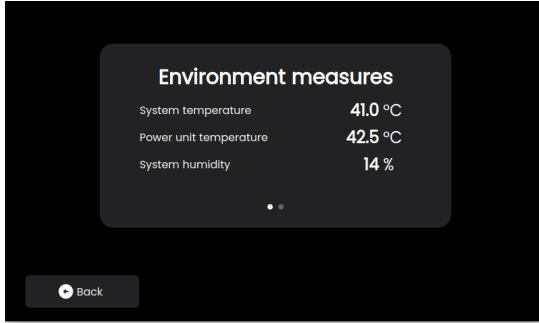 Environment measures
System temperature 41.0 °C
Power unit temperature 42.5 °C
System humidity 14 %
Back